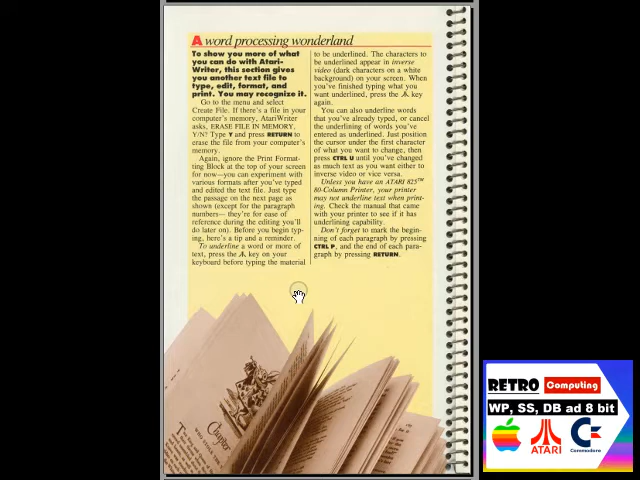 A word processing wonderland
To show you more of what
you can do with Atari-
Writer, this section gives
you another text file to
type, edit, format, and
print. You may recognize it.
Go to the menu and select
Create File. If there's a file in your
computer's memory, AtariWriter
asks, ERASE FILE IN MEMORY,
Y/N? Type Y and press RETURN to
erase the file from your computer's
memory.
Again, ignore the Print Format-
ting Block at the top of your screen
for now—you can experiment with
various formats after you've typed
and edited the text file. Just type
the passage on the next page as
shown (except for the paragraph
numbers— they're for ease of
reference during the editing you'll
do later on). Before you begin typ-
ing, here's a tip and a reminder.
To underline a word or more of
text, press the key on your
keyboard before typing the material
to be underlined. The characters to
be underlined appear in inverse
video (dark characters on a white
background) on your screen. When
you've finished typing what you
want underlined, press the key
again.
You can also underline words
that you've already typed, or cancel
the underlining of words you've
entered as underlined. Just position
the cursor under the first character
of what you want to change, then
press CTRL U until you've changed
as much text as you want either to
inverse video or vice versa.
Unless you have an ATARI 825™
80-Column Printer, your printer
may not underline text when print-
ing. Check the manual that came
with your printer to see if it has
underlining capability.
Don't forget to mark the begin-
ning of each paragraph by pressing
CTRL P, and the end of each para-
graph by pressing RETURN.
Chapter
RETRO Computing
WP, SS, DB ad 8 bit
ATARI
Commodore